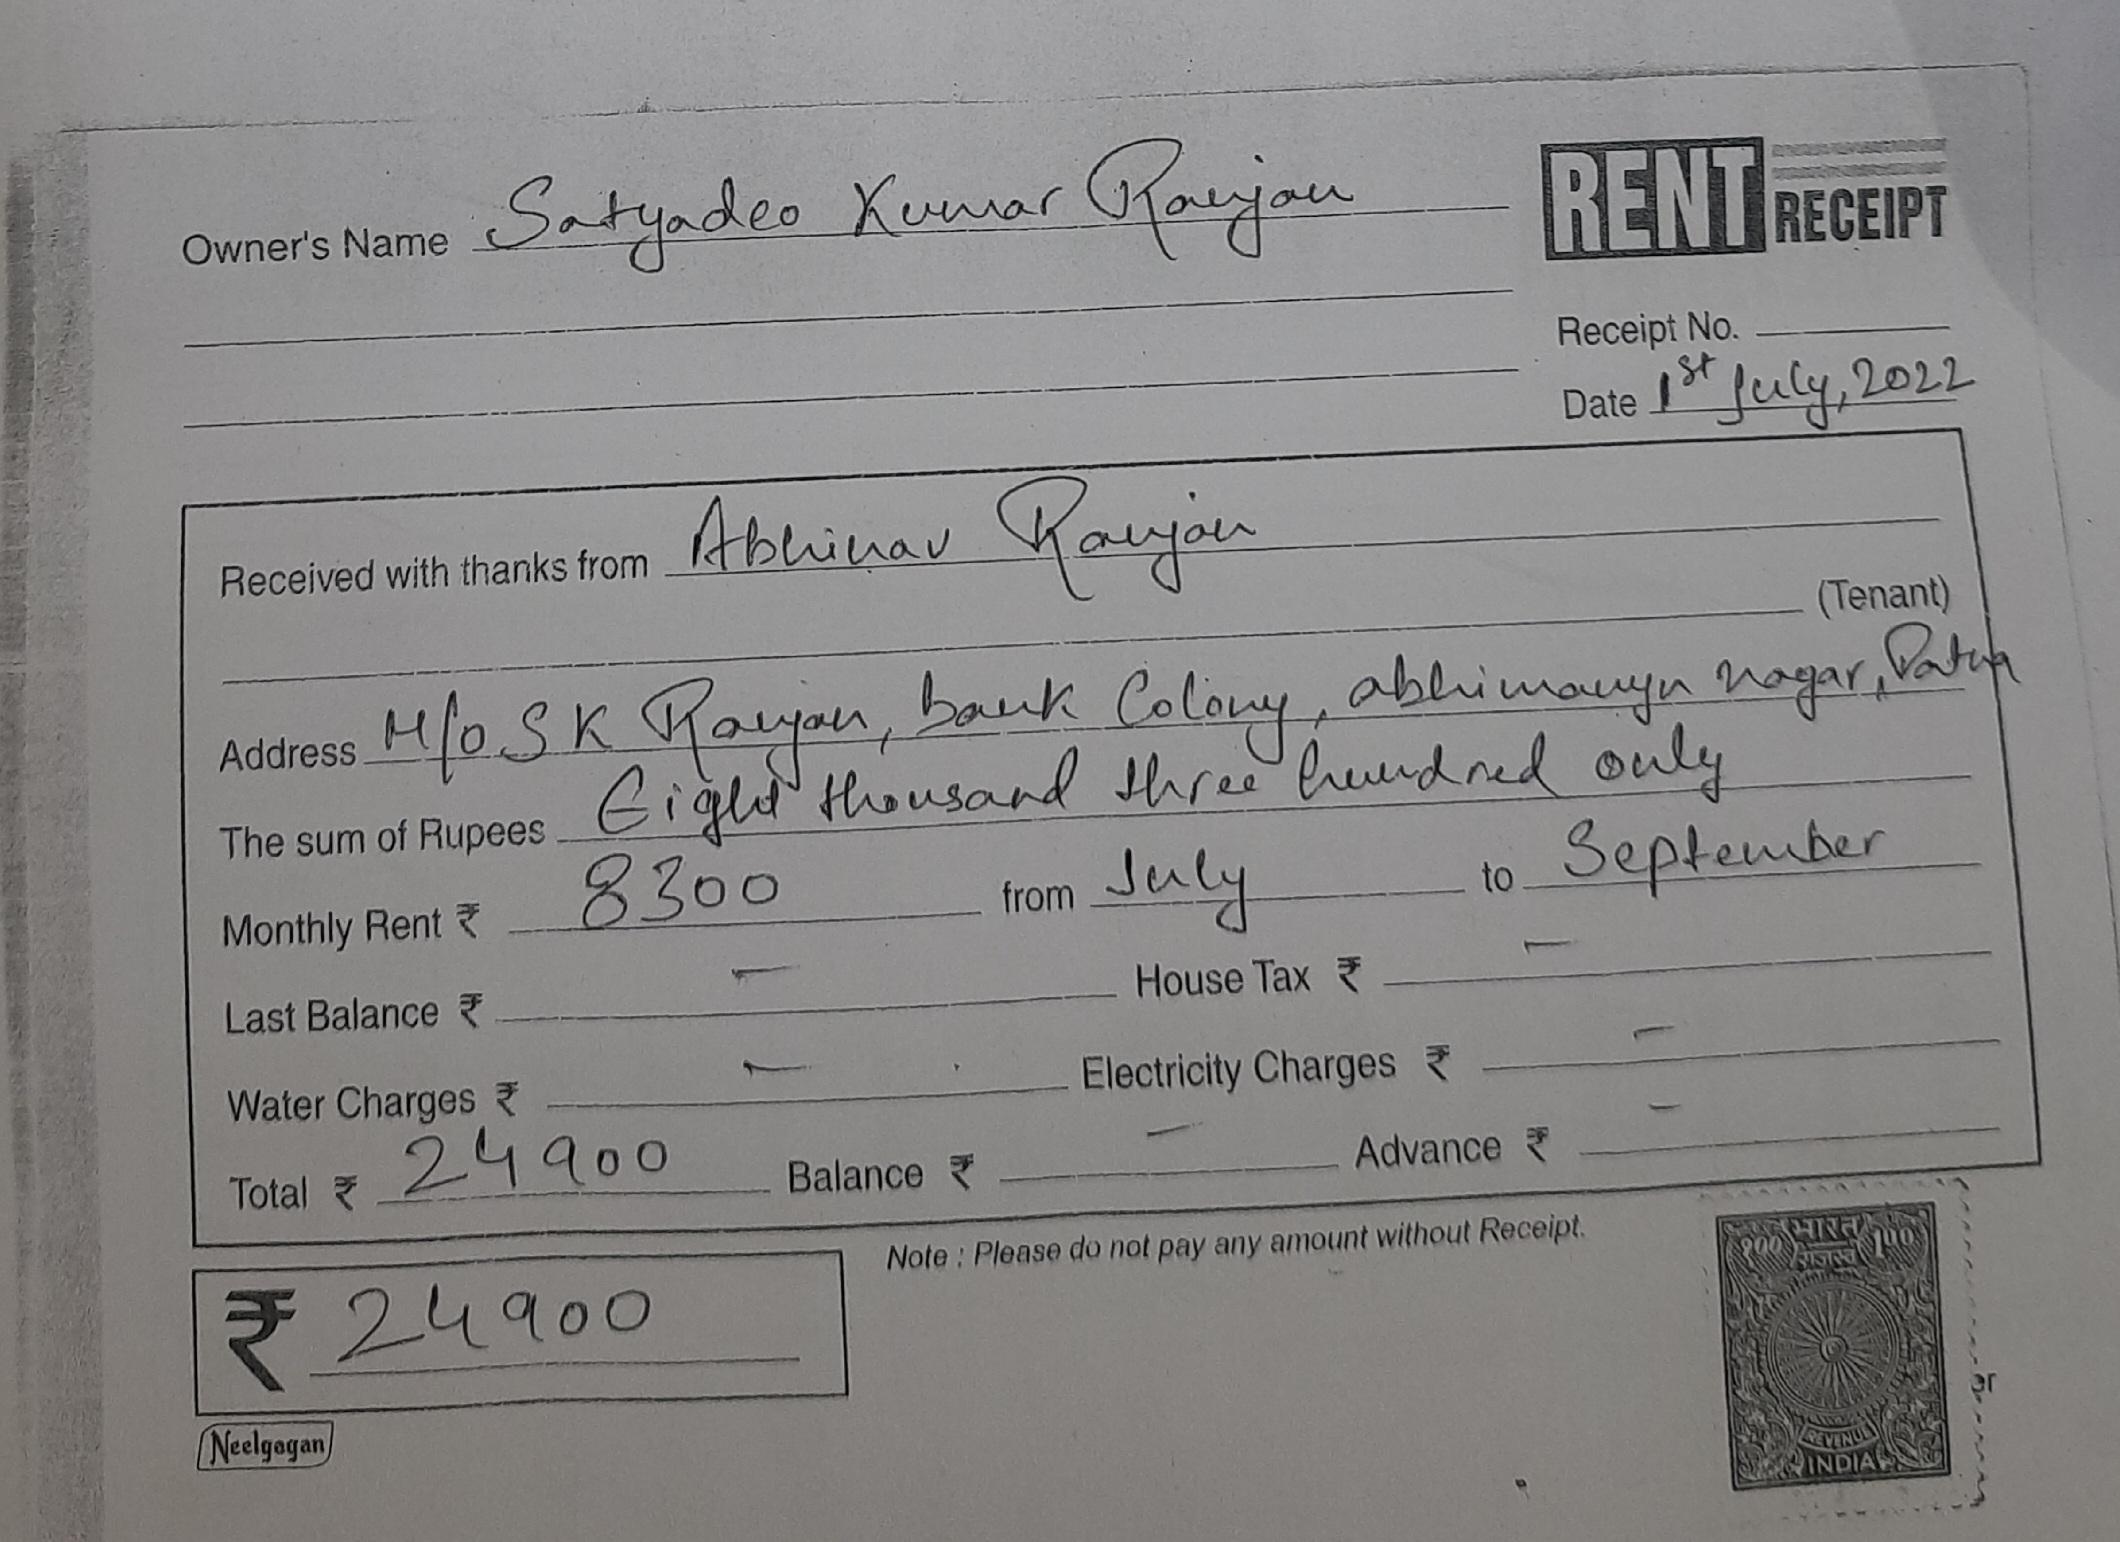 Owner's Name Satyadeo Kumar Ranjan
RENT RECEIPT
Receipt No.
Date 1st July, 2022
Received with thanks from Abhinav Ranjan
(Tenant)
Address H/O S K Ranjan, bank Colony, abhimanyu nagar, Patna
The sum of Rupees Eight thousand three hundred only
Monthly Rent ₹ 8300 from July to September
Last Balance ₹ - House Tax ₹ -
Water Charges ₹ - Electricity Charges ₹ -
Total ₹ 24900 Balance ₹ - Advance ₹ -
Note : Please do not pay any amount without Receipt.
₹ 24900
Neelgagan
१00 भारत 100
REVENUE
INDIA